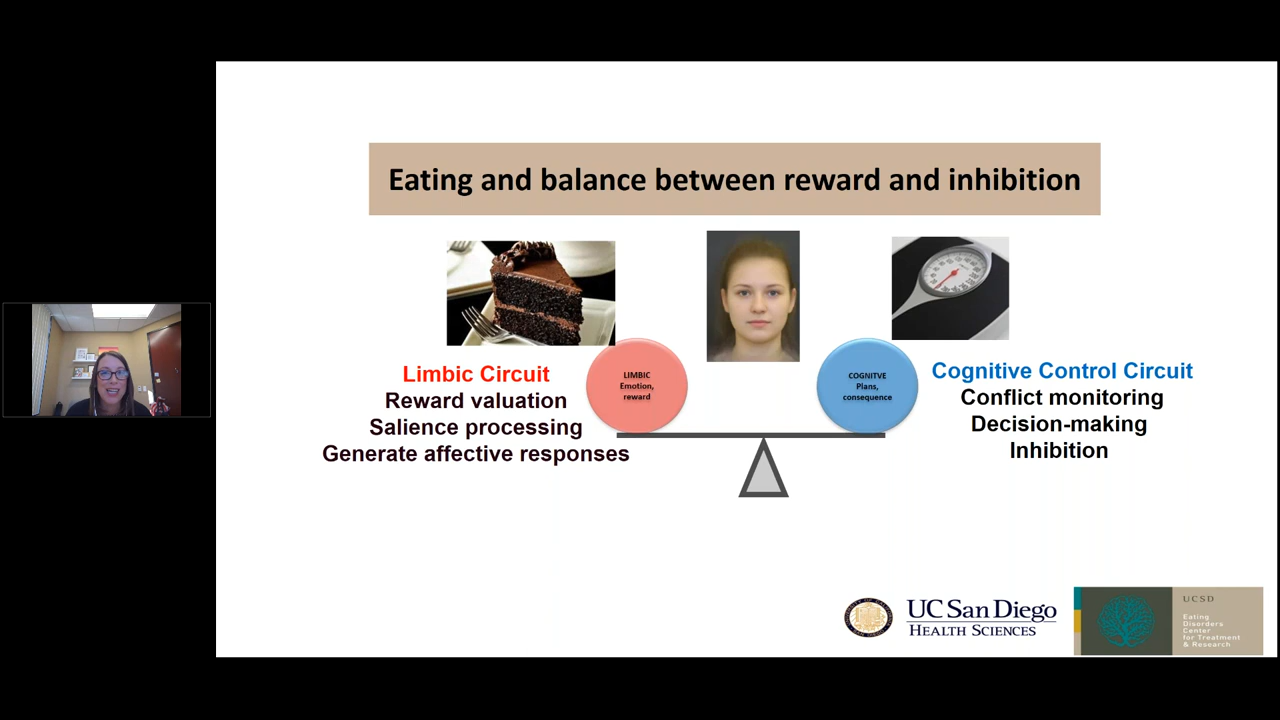 Eating and balance between reward and inhibition
LIMBIC
Emotion,
reward
COGNITVE
Plans,
consequence
Limbic Circuit
Reward valuation
Salience processing
Generate affective responses
Cognitive Control Circuit
Conflict monitoring
Decision-making
Inhibition
UC San Diego
HEALTH SCIENCES
UCSD
Eating
Disorders
Center
for Treatment
& Research